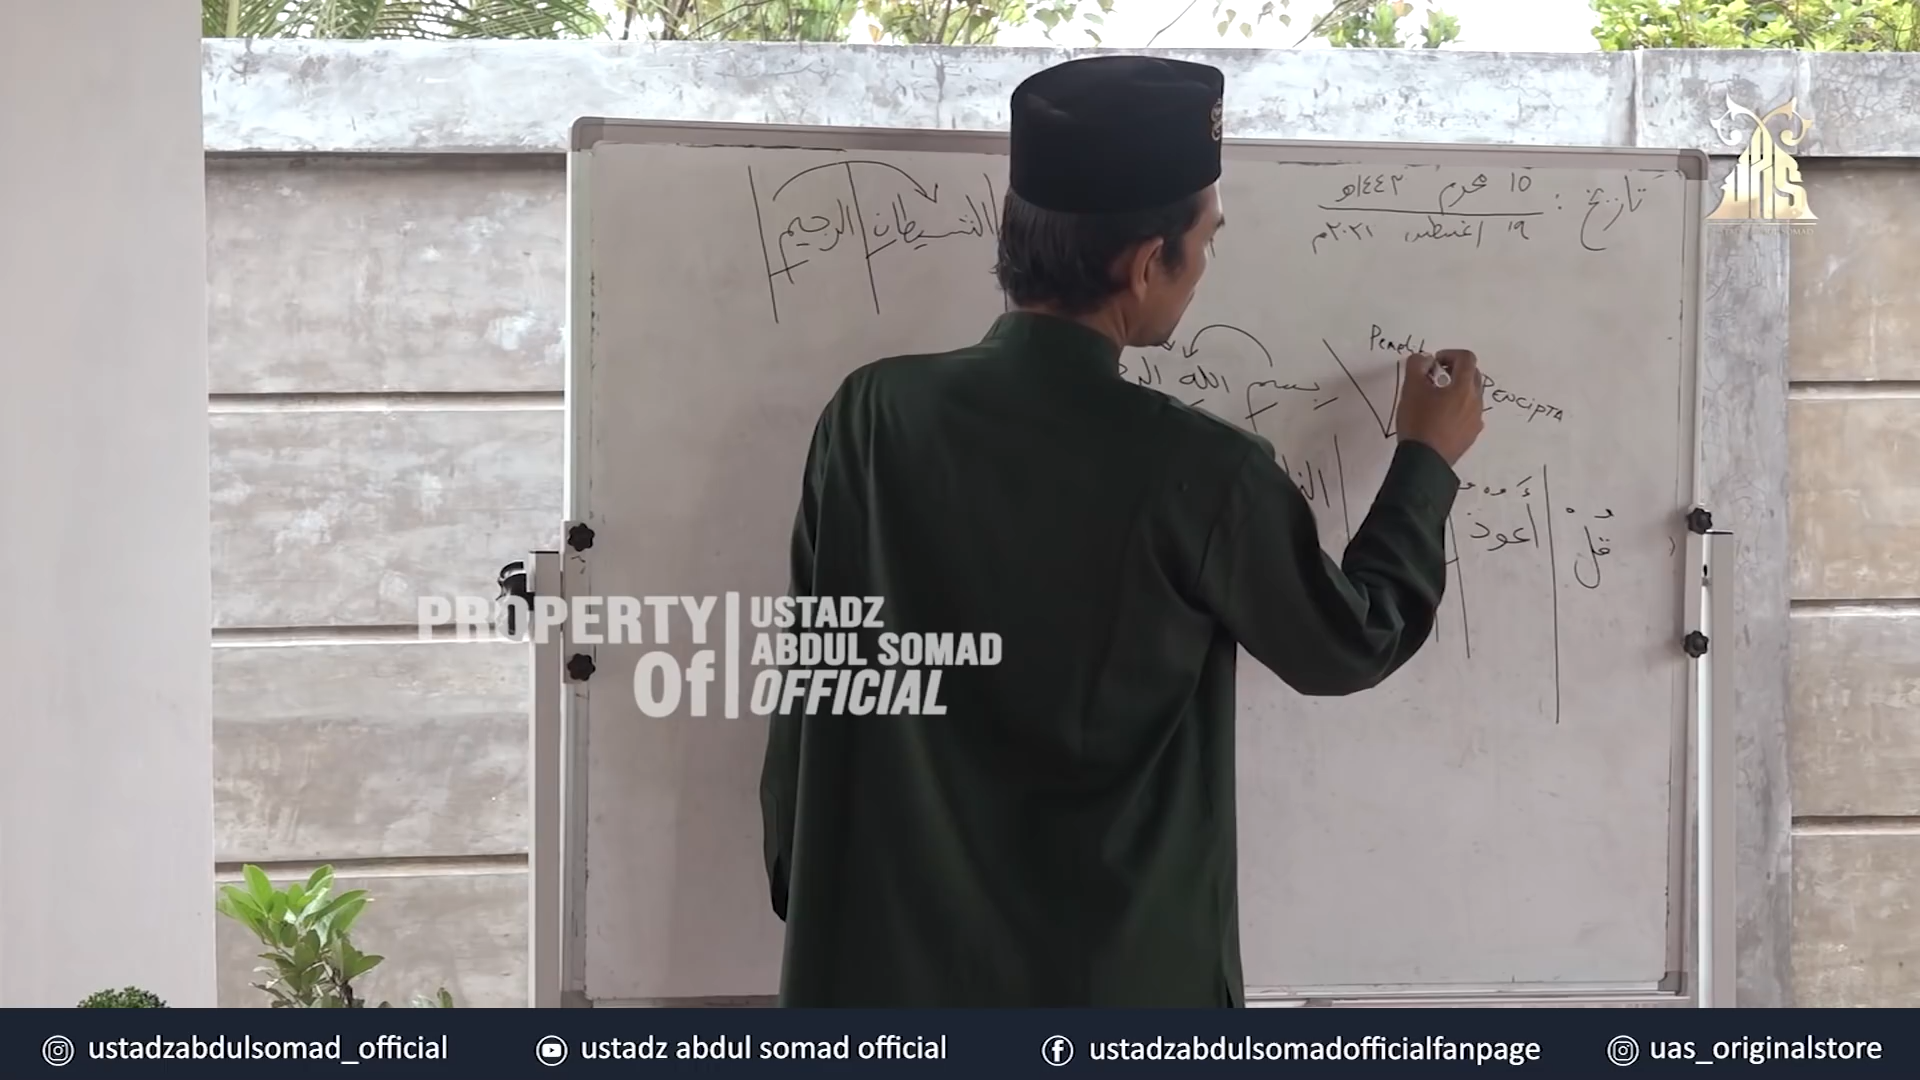 تاريخ : ١٥ محرم ١٤٤٣هـ
١٩ اغسطس ٢٠٢١م
الشيطان الرجيم
بسم الله
PENCIPTA
قُلْ أعوذ
PROPERTY Of
USTADZ ABDUL SOMAD OFFICIAL
UAS
ustadzabdulsomad_official
ustadz abdul somad official
ustadzabdulsomadofficialfanpage
uas_originalstore